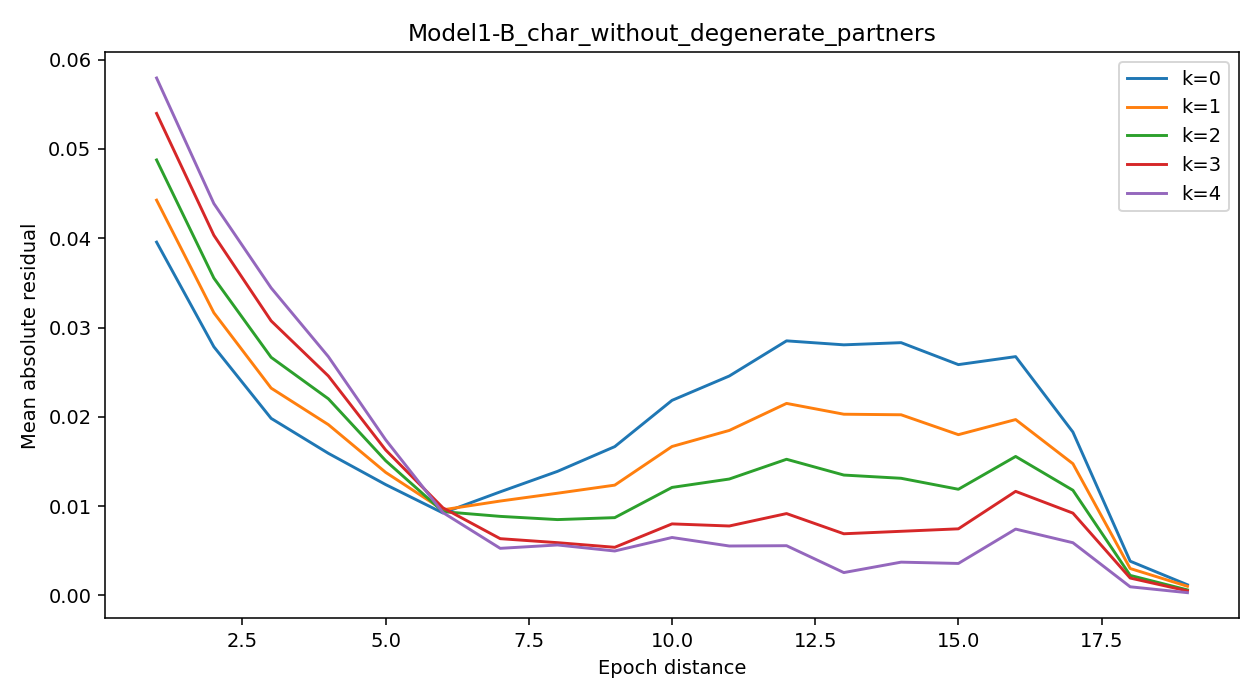 Model1-B_char_without_degenerate_partners
Mean absolute residual
0.06
0.05
0.04
0.03
0.02
0.01
0.00
k=0
k=1
k=2
k=3
k=4
2.5 5.0 7.5 10.0 12.5 15.0 17.5
Epoch distance